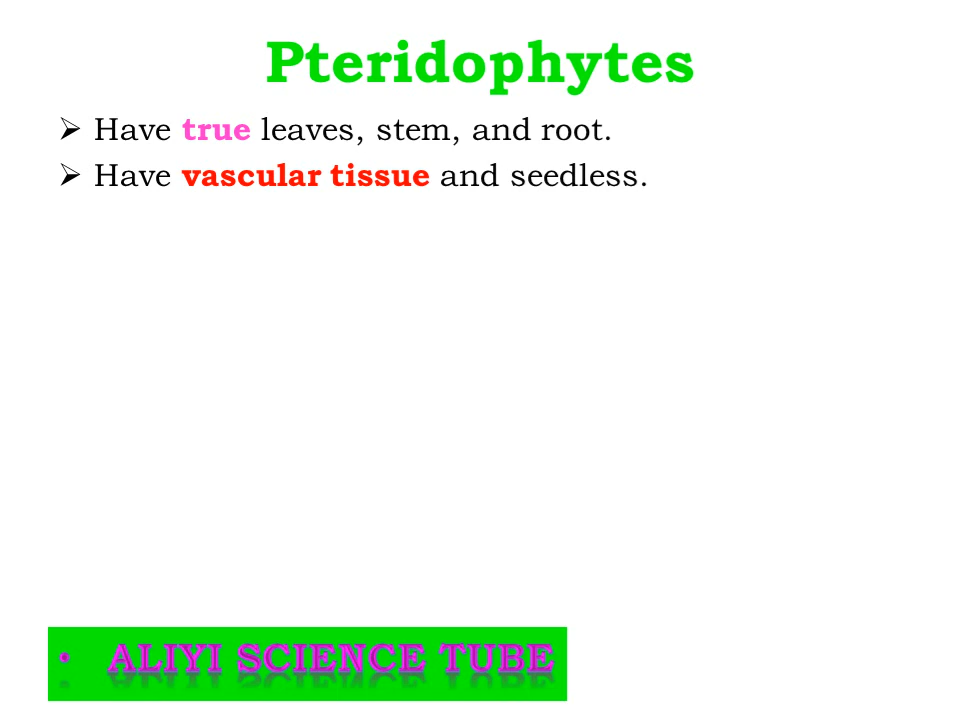 Pteridophytes
➢ Have true leaves, stem, and root.
➢ Have vascular tissue and seedless.
• ALIYI SCIENCE TUBE